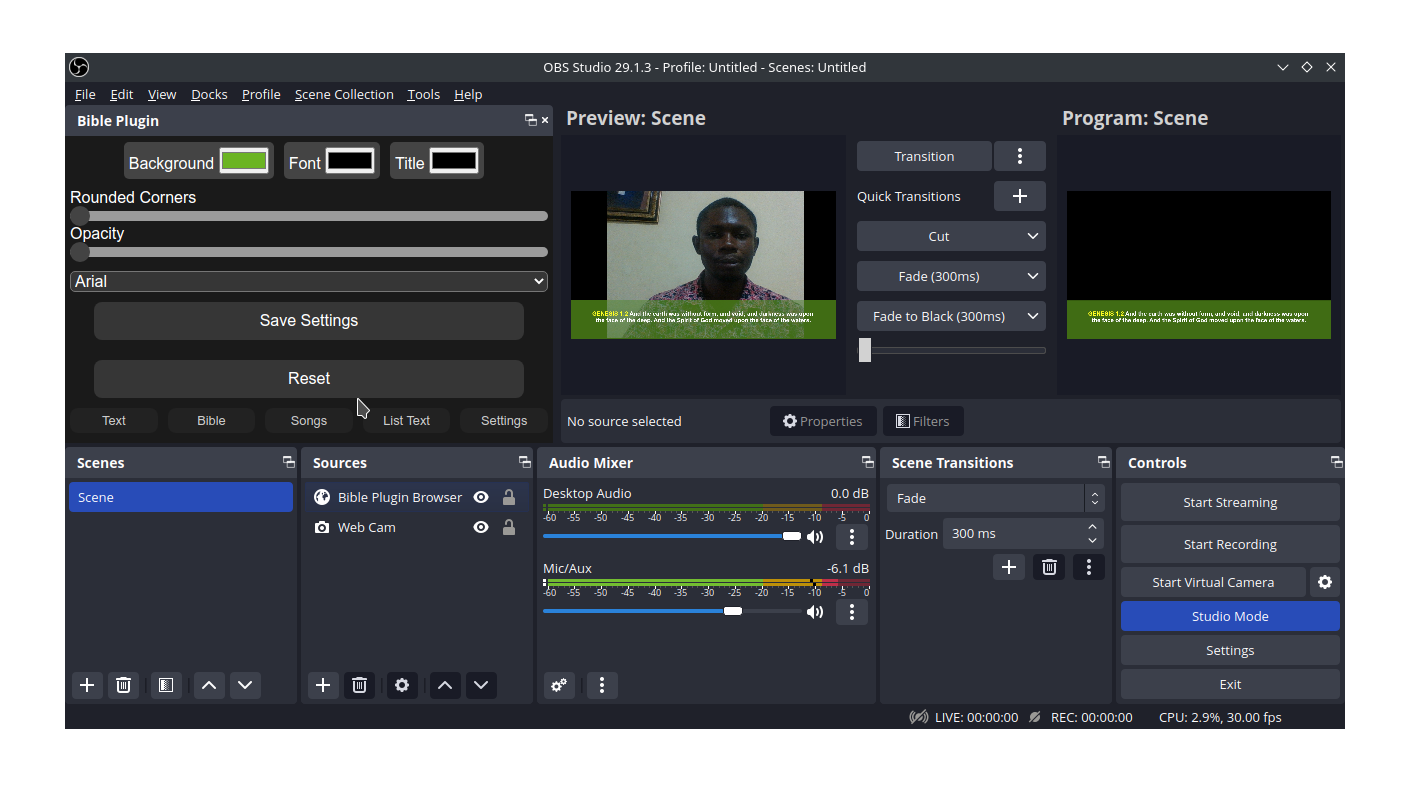 OBS Studio 29.1.3 - Profile: Untitled - Scenes: Untitled
File Edit View Docks Profile Scene Collection Tools Help
Bible Plugin
Background Font Title
Rounded Corners
Opacity
Arial
Save Settings
Reset
Text Bible Songs List Text Settings
Preview: Scene
GENESIS 1:2 And the earth was without form, and void; and darkness was upon
the face of the deep. And the Spirit of God moved upon the face of the waters.
Transition
Quick Transitions
Cut
Fade (300ms)
Fade to Black (300ms)
Program: Scene
GENESIS 1:2 And the earth was without form, and void; and darkness was upon
the face of the deep. And the Spirit of God moved upon the face of the waters.
No source selected Properties Filters
Scenes
Scene
Sources
Bible Plugin Browser
Web Cam
Audio Mixer
Desktop Audio 0.0 dB
-60 -55 -50 -45 -40 -35 -30 -25 -20 -15 -10 -5 0
Mic/Aux -6.1 dB
-60 -55 -50 -45 -40 -35 -30 -25 -20 -15 -10 -5 0
Scene Transitions
Fade
Duration 300 ms
Controls
Start Streaming
Start Recording
Start Virtual Camera
Studio Mode
Settings
Exit
LIVE: 00:00:00 REC: 00:00:00 CPU: 2.9%, 30.00 fps